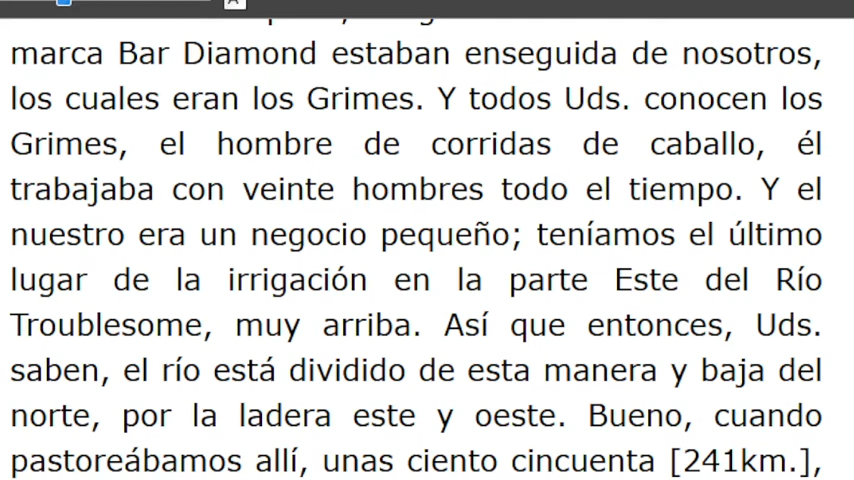 marca Bar Diamond estaban enseguida de nosotros,
los cuales eran los Grimes. Y todos Uds. conocen los
Grimes, el hombre de corridas de caballo, él
trabajaba con veinte hombres todo el tiempo. Y el
nuestro era un negocio pequeño; teníamos el último
lugar de la irrigación en la parte Este del Río
Troublesome, muy arriba. Así que entonces, Uds.
saben, el río está dividido de esta manera y baja del
norte, por la ladera este y oeste. Bueno, cuando
pastoreábamos allí, unas ciento cincuenta [241km.],